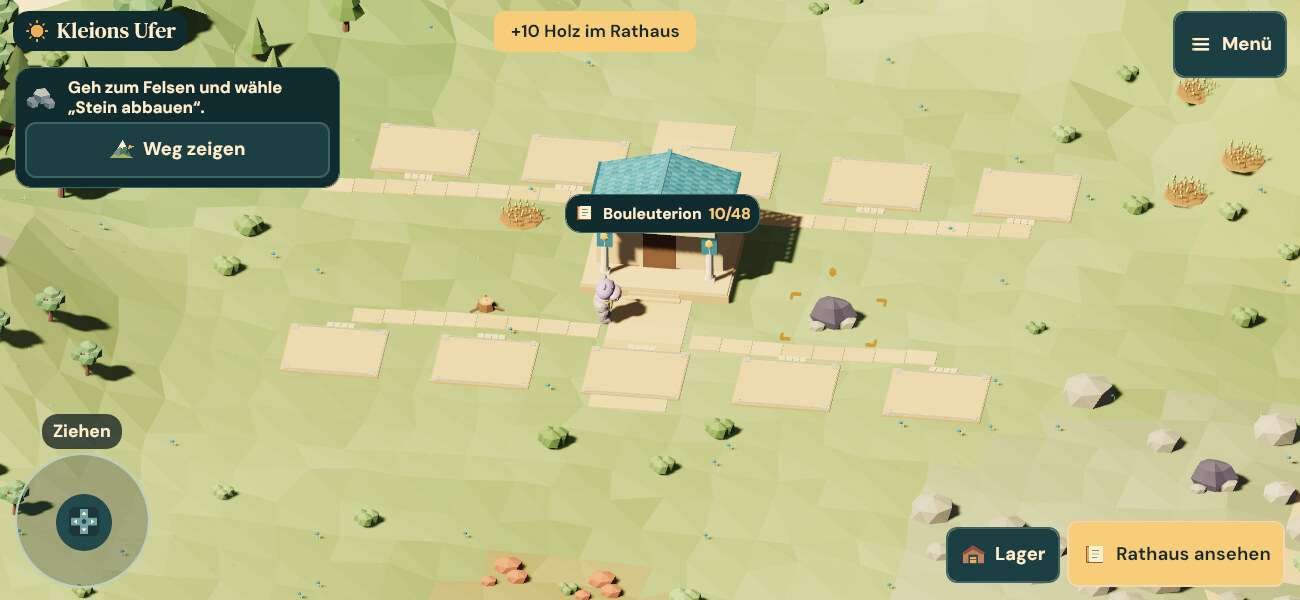 Kleions Ufer
+10 Holz im Rathaus
Menü
Geh zum Felsen und wähle
„Stein abbauen“.
Weg zeigen
Bouleuterion 10/48
Ziehen
Lager
Rathaus ansehen